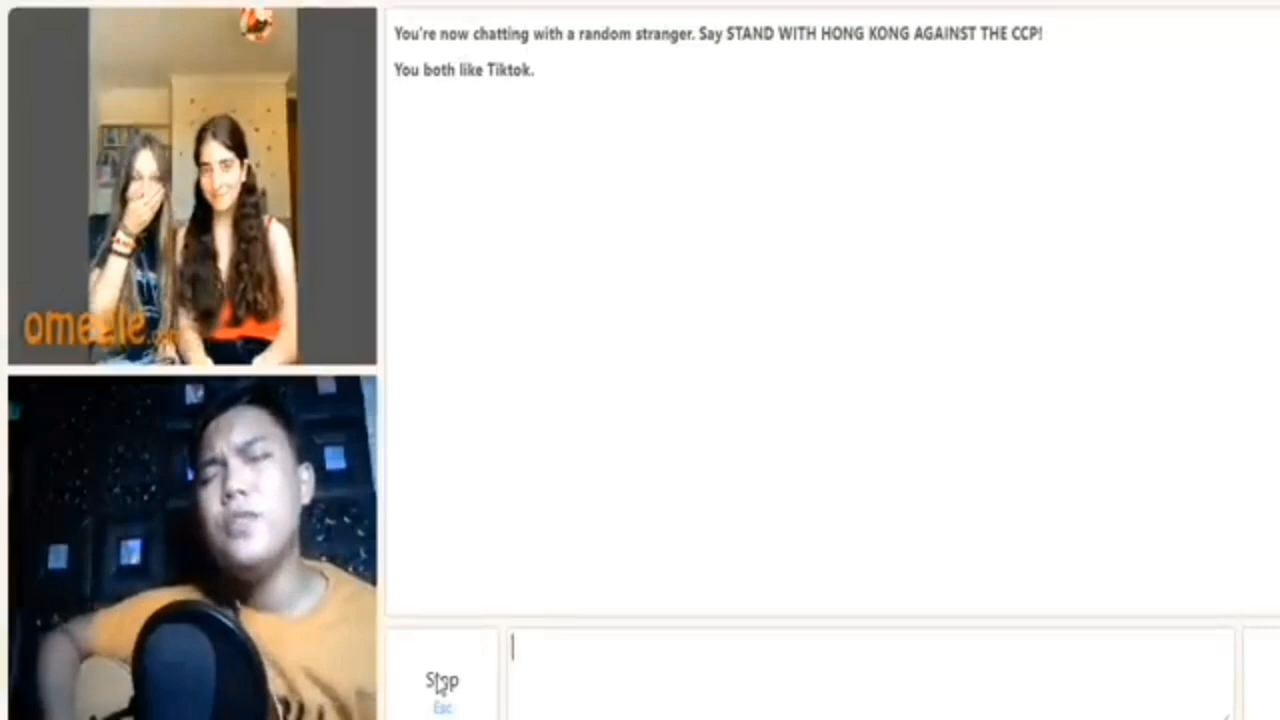 You're now chatting with a random stranger. Say STAND WITH HONG KONG AGAINST THE CCP!
You both like Tiktok.
omegle
Stop
Esc